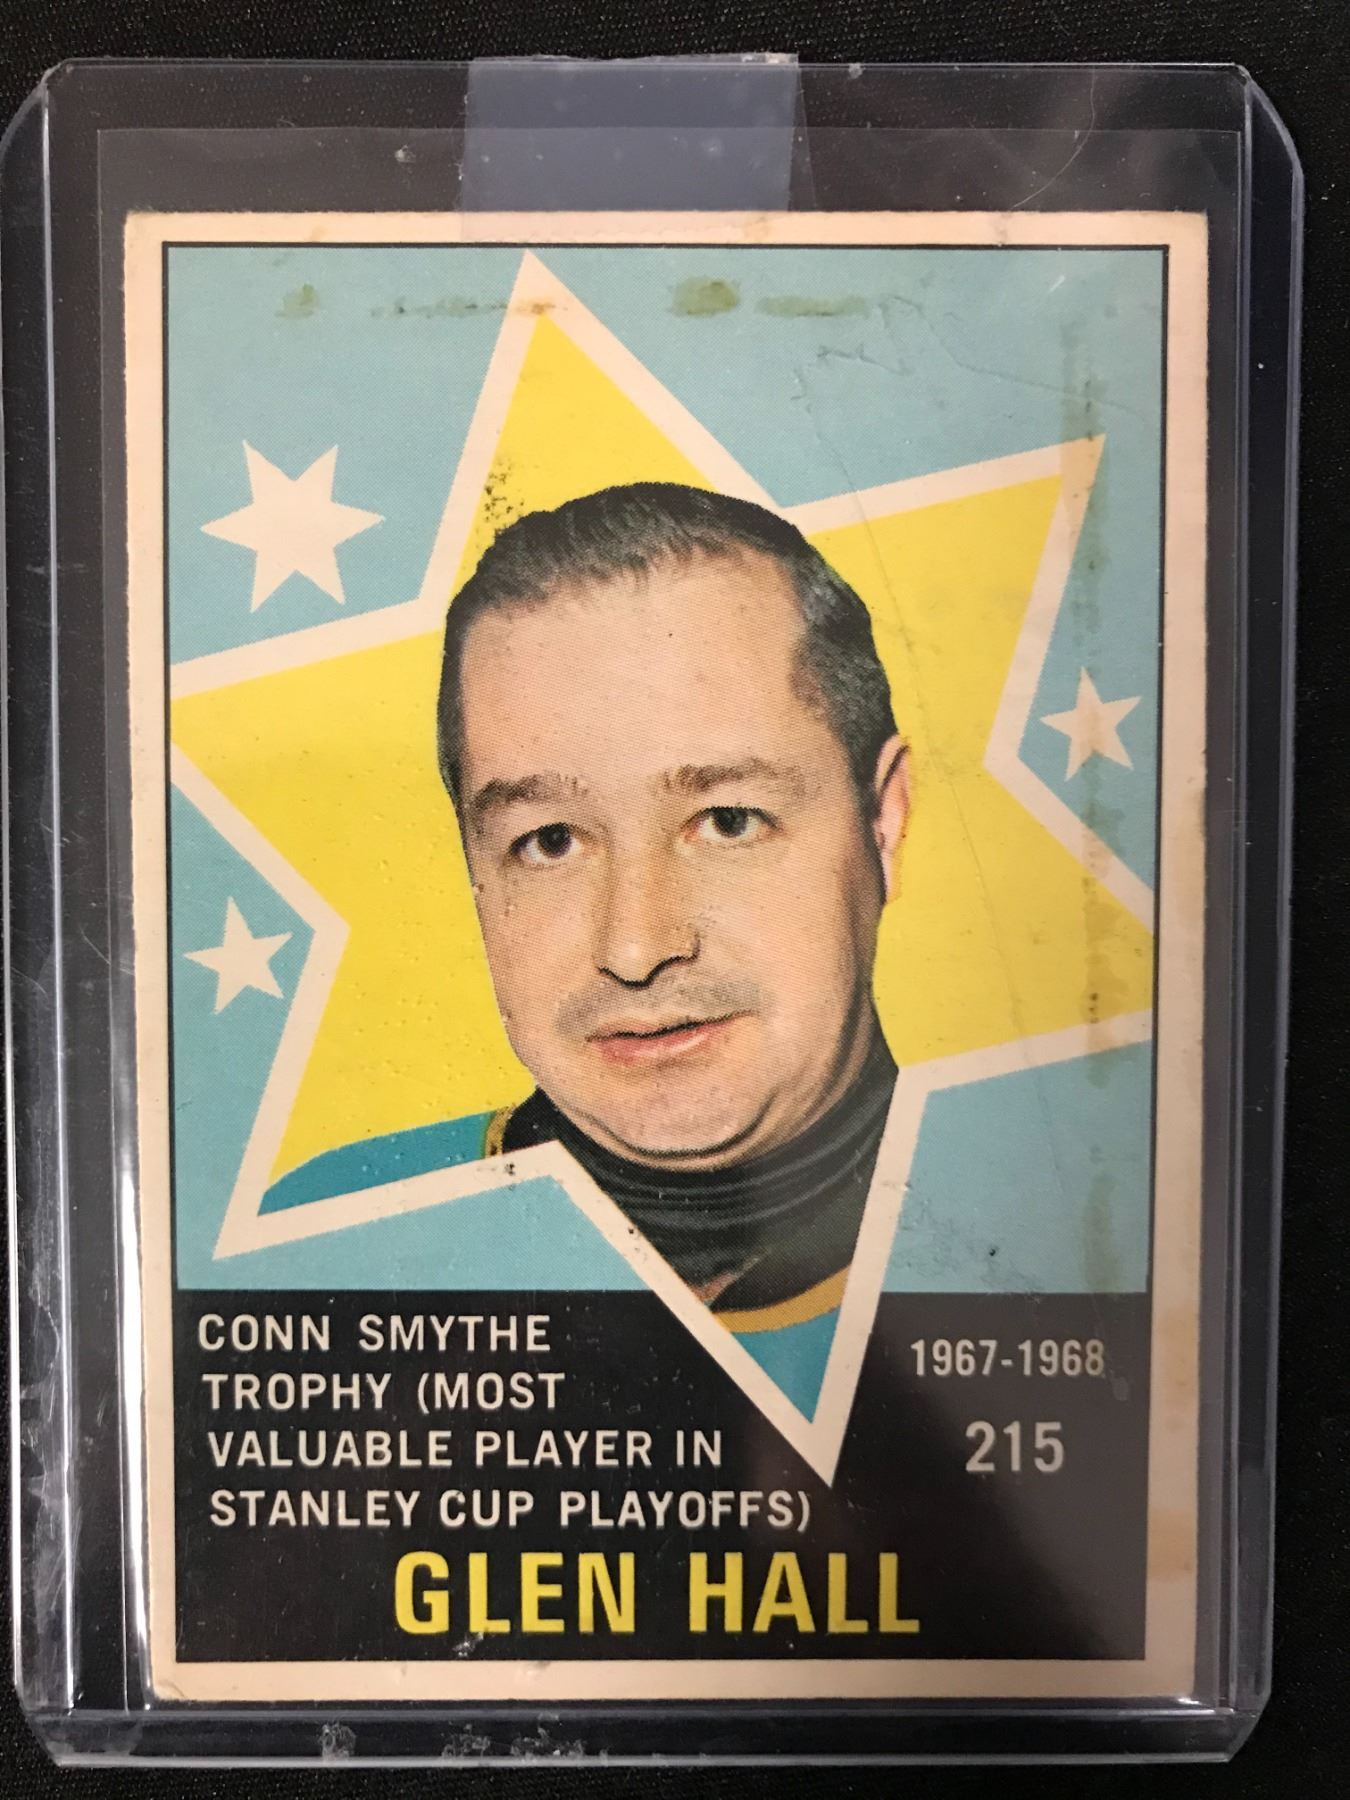 CONN SMYTHE
TROPHY (MOST
VALUABLE PLAYER IN
STANLEY CUP PLAYOFFS)
1967-1968
215
GLEN HALL